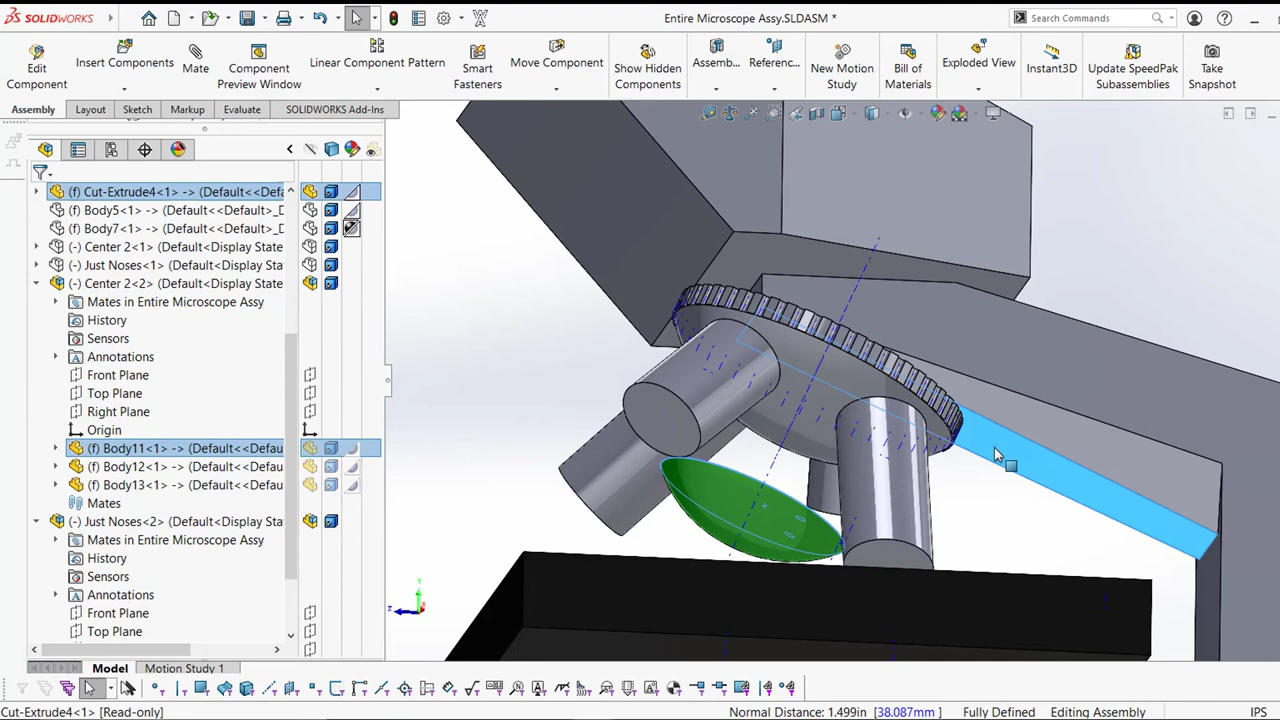 SOLIDWORKS
Entire Microscope Assy.SLDASM *
Search Commands
Edit Component
Insert Components
Mate
Component Preview Window
Linear Component Pattern
Smart Fasteners
Move Component
Show Hidden Components
Assemb...
Referenc...
New Motion Study
Bill of Materials
Exploded View
Instant3D
Update SpeedPak Subassemblies
Take Snapshot
Assembly
Layout
Sketch
Markup
Evaluate
SOLIDWORKS Add-Ins
(f) Cut-Extrude4<1> -> (Default<<Defa
(f) Body5<1> -> (Default<<Default>_D
(f) Body7<1> -> (Default<<Default>_D
(-) Center 2<1> (Default<Display State
(-) Just Noses<1> (Default<Display State
(-) Center 2<2> (Default<Display State
Mates in Entire Microscope Assy
History
Sensors
Annotations
Front Plane
Top Plane
Right Plane
Origin
(f) Body11<1> -> (Default<<Defau
(f) Body12<1> -> (Default<<Defau
(f) Body13<1> -> (Default<<Defau
Mates
(-) Just Noses<2> (Default<Display State
Mates in Entire Microscope Assy
History
Sensors
Annotations
Front Plane
Top Plane
Y
Z
Model
Motion Study 1
Cut-Extrude4<1> [Read-only]
Normal Distance: 1.499in [38.087mm]
Fully Defined
Editing Assembly
IPS